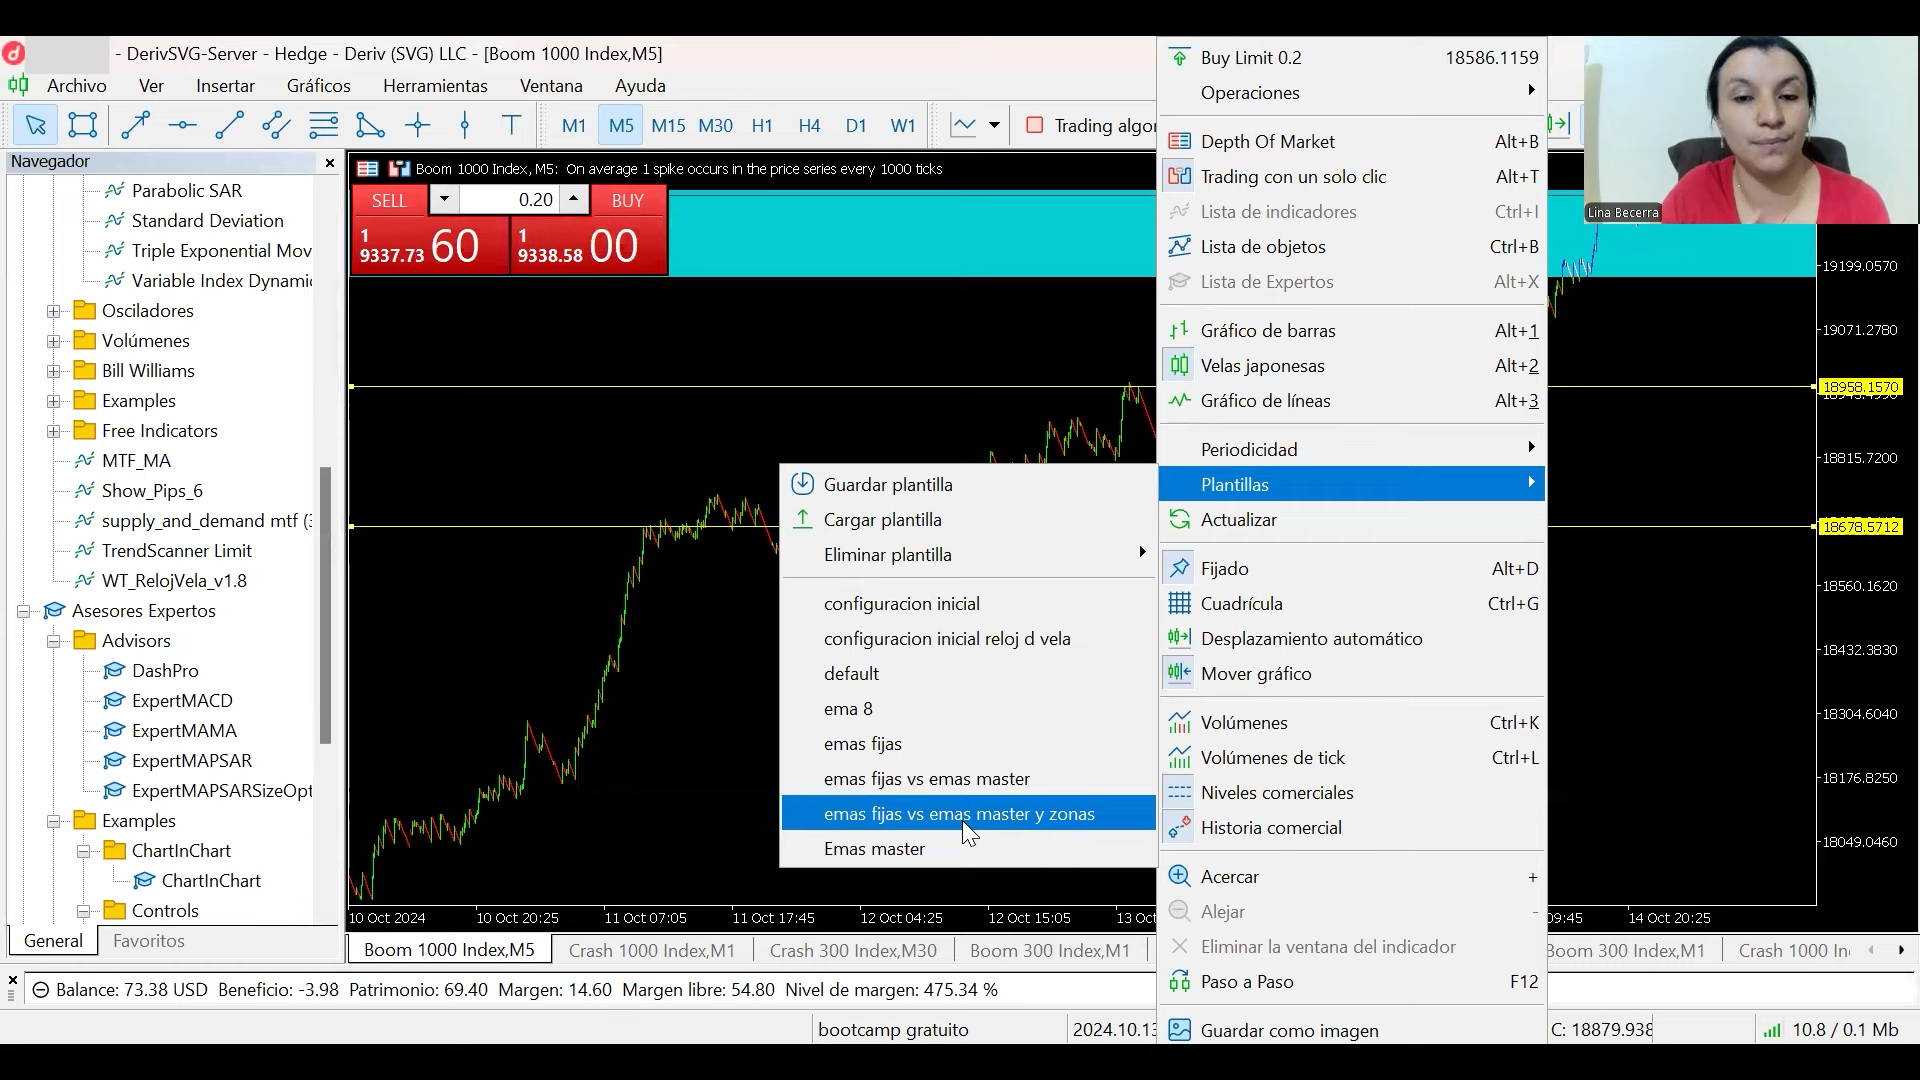 - DerivSVG-Server - Hedge - Deriv (SVG) LLC - [Boom 1000 Index,M5]
Archivo Ver Insertar Gráficos Herramientas Ventana Ayuda
M1 M5 M15 M30 H1 H4 D1 W1 Trading algor
Navegador
Parabolic SAR
Standard Deviation
Triple Exponential Mov
Variable Index Dynamic
Osciladores
Volúmenes
Bill Williams
Examples
Free Indicators
MTF_MA
Show_Pips_6
supply_and_demand mtf (3
TrendScanner Limit
WT_RelojVela_v1.8
Asesores Expertos
Advisors
DashPro
ExpertMACD
ExpertMAMA
ExpertMAPSAR
ExpertMAPSARSizeOpt
Examples
ChartInChart
ChartInChart
Controls
General Favoritos
Boom 1000 Index, M5: On average 1 spike occurs in the price series every 1000 ticks
SELL 0.20 BUY
1 9337.73 60 1 9338.58 00
Guardar plantilla
Cargar plantilla
Eliminar plantilla
configuracion inicial
configuracion inicial reloj d vela
default
ema 8
emas fijas
emas fijas vs emas master
emas fijas vs emas master y zonas
Emas master
Buy Limit 0.2 18586.1159
Operaciones
Depth Of Market Alt+B
Trading con un solo clic Alt+T
Lista de indicadores Ctrl+I
Lista de objetos Ctrl+B
Lista de Expertos Alt+X
Gráfico de barras Alt+1
Velas japonesas Alt+2
Gráfico de líneas Alt+3
Periodicidad
Plantillas
Actualizar
Fijado Alt+D
Cuadrícula Ctrl+G
Desplazamiento automático
Mover gráfico
Volúmenes Ctrl+K
Volúmenes de tick Ctrl+L
Niveles comerciales
Historia comercial
Acercar +
Alejar -
Eliminar la ventana del indicador
Paso a Paso F12
Guardar como imagen
Lina Becerra
19199.0570
19071.2780
18958.1570
18815.7200
18678.5712
18560.1620
18432.3830
18304.6040
18176.8250
18049.0460
10 Oct 2024 10 Oct 20:25 11 Oct 07:05 11 Oct 17:45 12 Oct 04:25 12 Oct 15:05 13 Oct 09:45 14 Oct 20:25
Boom 1000 Index,M5 Crash 1000 Index,M1 Crash 300 Index,M30 Boom 300 Index,M1 Boom 300 Index,M1 Crash 1000 In
Balance: 73.38 USD Beneficio: -3.98 Patrimonio: 69.40 Margen: 14.60 Margen libre: 54.80 Nivel de margen: 475.34 %
bootcamp gratuito 2024.10.13 C: 18879.938 10.8 / 0.1 Mb